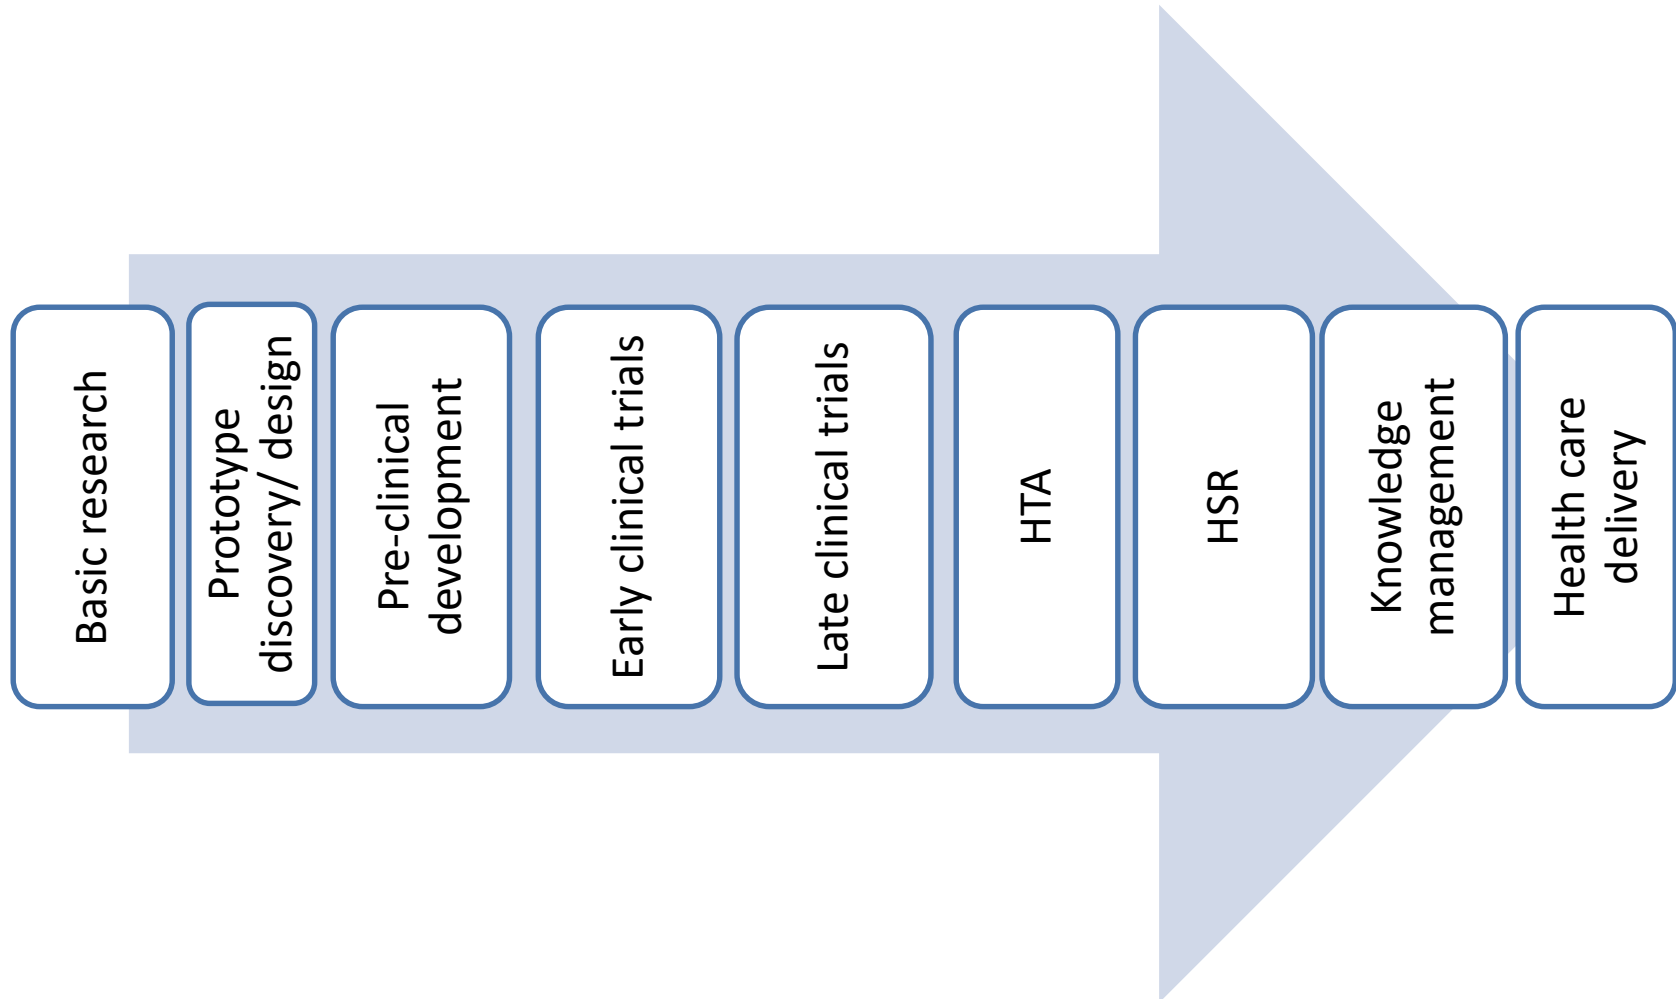 Basic research
Prototype
discovery/ design
Pre-clinical
development
Early clinical trials
Late clinical trials
HTA
HSR
Knowledge
management
Health care
delivery